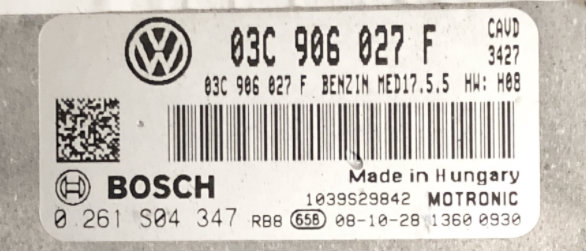 03C 906 027 F CAVD
3427
03C 906 027 F BENZIN MED17.5.5 HW: H08
Made in Hungary
BOSCH 1039S29842 MOTRONIC
0 261 S04 347 RB8 658 08-10-28 1360 0930